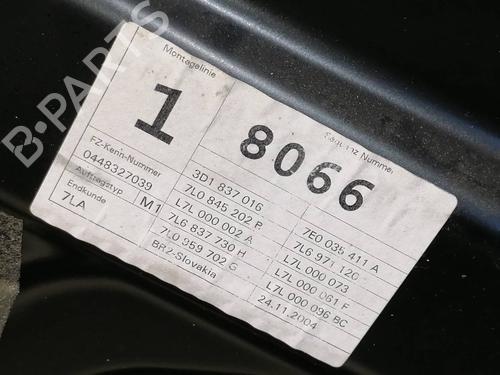 Montagelinie
1
FZ-Kenn-Nummer
0448327039
Auftragstyp M1
Endkunde
7LA
Sequenz Nummer
8066
3D1 837 016
7L0 845 202 B
L7L 000 002 A
7L6 837 730 H
7L0 959 702 G
BRZ-Slovakia
7E0 035 411 A
7L6 971 120
L7L 000 073
L7L 000 061 F
L7L 000 096 BC
24.11.2004
B-PARTS